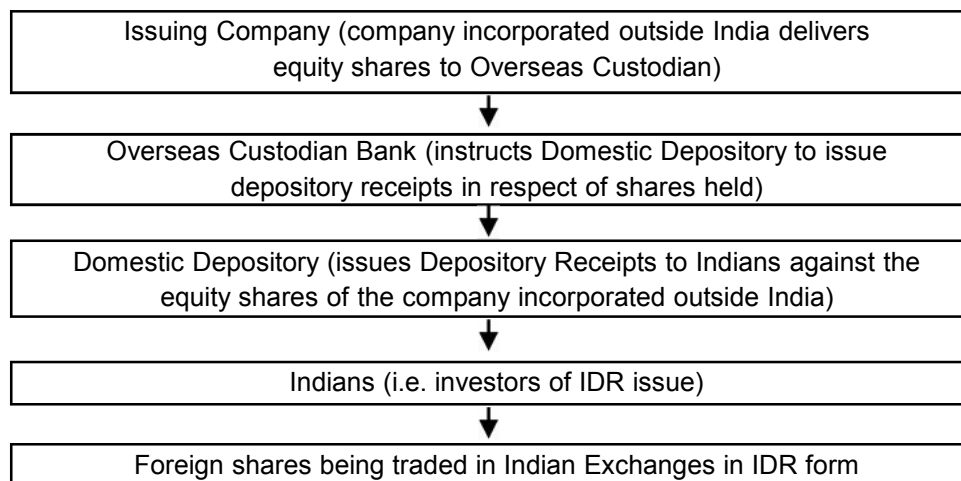 Issuing Company (company incorporated outside India delivers
equity shares to Overseas Custodian)
Overseas Custodian Bank (instructs Domestic Depository to issue
depository receipts in respect of shares held)
Domestic Depository (issues Depository Receipts to Indians against the
equity shares of the company incorporated outside India)
Indians (i.e. investors of IDR issue)
Foreign shares being traded in Indian Exchanges in IDR form